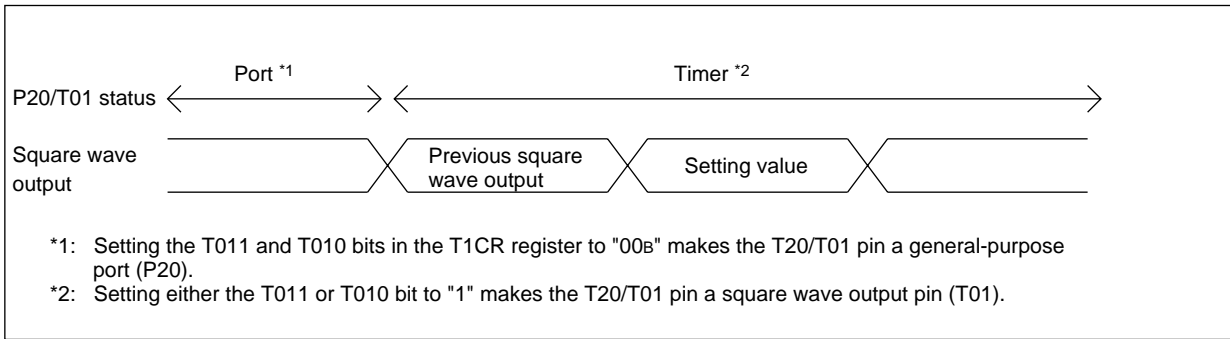 Port *1
Timer *2
P20/T01 status
Square wave
output
Previous square
wave output
Setting value
*1: Setting the T011 and T010 bits in the T1CR register to "00B" makes the T20/T01 pin a general-purpose
port (P20).
*2: Setting either the T011 or T010 bit to "1" makes the T20/T01 pin a square wave output pin (T01).